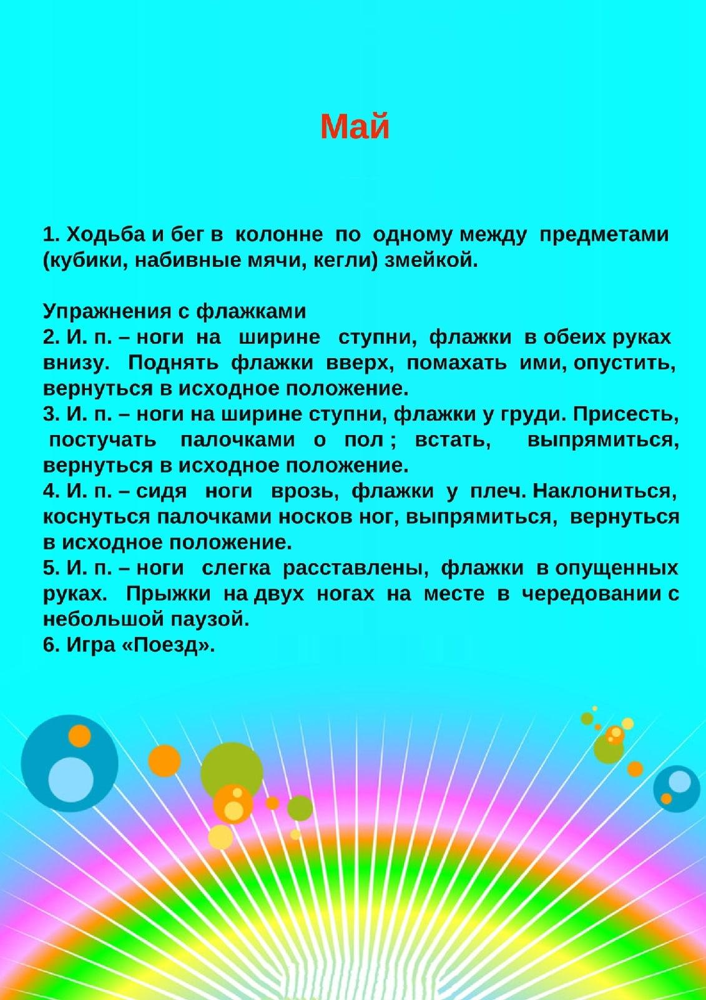 Май
1. Ходьба и бег в колонне по одному между предметами
(кубики, набивные мячи, кегли) змейкой.
Упражнения с флажками
2. И. п. – ноги на ширине ступни, флажки в обеих руках
внизу. Поднять флажки вверх, помахать ими, опустить,
вернуться в исходное положение.
3. И. п. – ноги на ширине ступни, флажки у груди. Присесть,
постучать палочками о пол ; встать, выпрямиться,
вернуться в исходное положение.
4. И. п. – сидя ноги врозь, флажки у плеч. Наклониться,
коснуться палочками носков ног, выпрямиться, вернуться
в исходное положение.
5. И. п. – ноги слегка расставлены, флажки в опущенных
руках. Прыжки на двух ногах на месте в чередовании с
небольшой паузой.
6. Игра «Поезд».